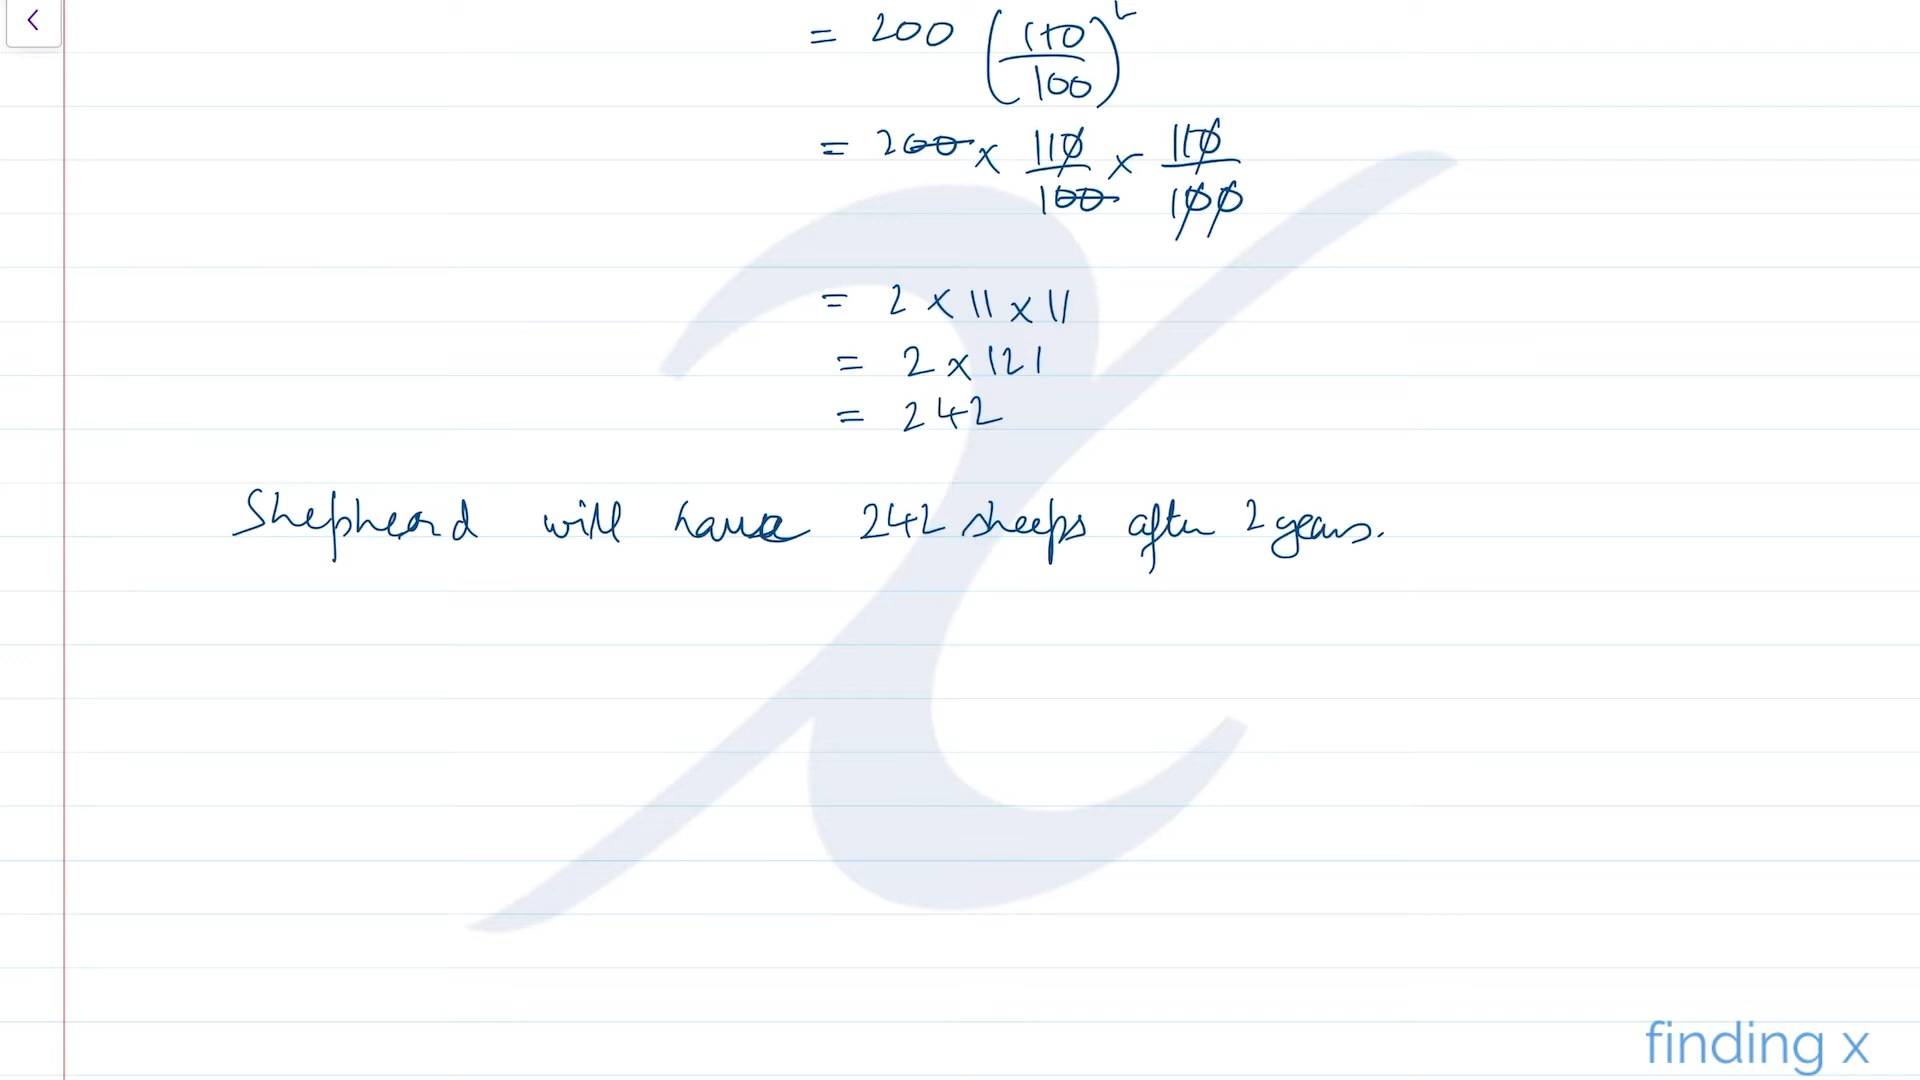 = 200 (110/100)²
= 200 x 110/100 x 110/100
= 2 x 11 x 11
= 2 x 121
= 242
Shepherd will have 242 sheeps after 2 years.
finding x